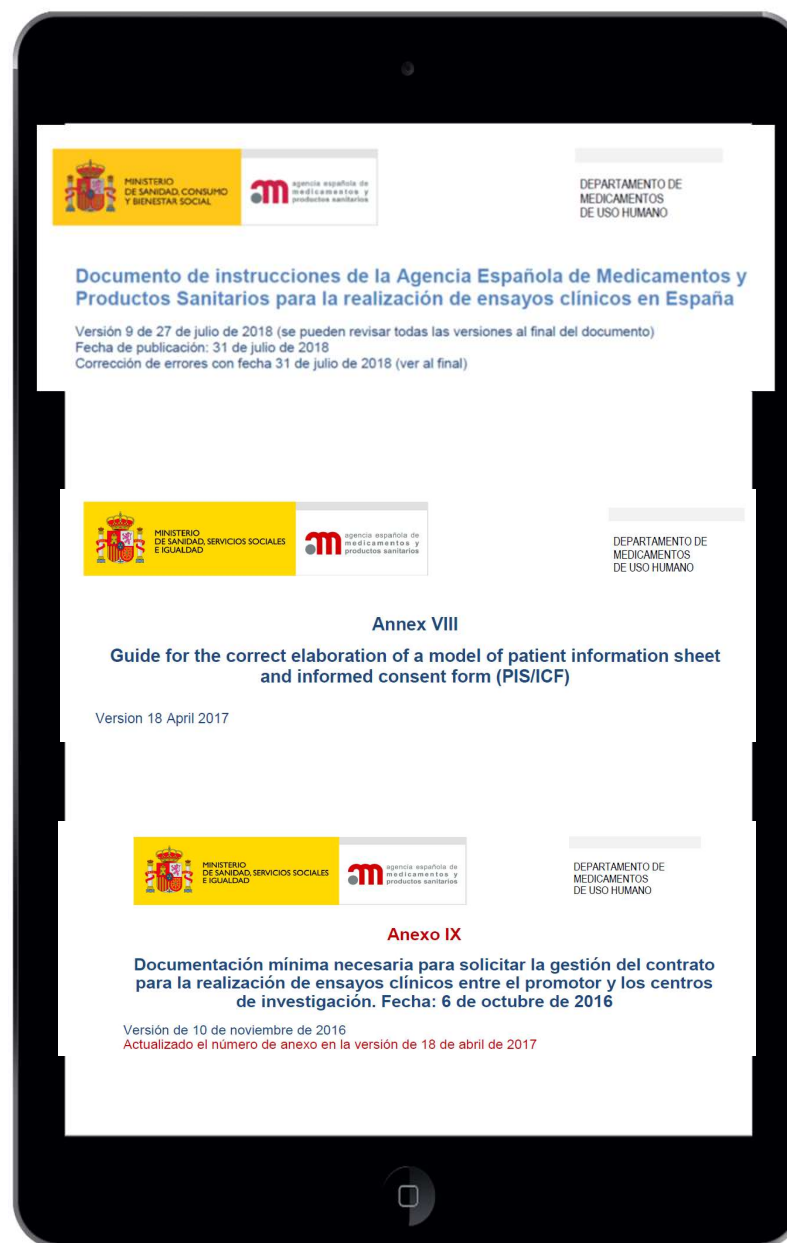 MINISTERIO
DE SANIDAD, CONSUMO
Y BIENESTAR SOCIAL
agencia española de
medicamentos y
productos sanitarios
DEPARTAMENTO DE
MEDICAMENTOS
DE USO HUMANO
Documento de instrucciones de la Agencia Española de Medicamentos y
Productos Sanitarios para la realización de ensayos clínicos en España
Versión 9 de 27 de julio de 2018 (se pueden revisar todas las versiones al final del documento)
Fecha de publicación: 31 de julio de 2018
Corrección de errores con fecha 31 de julio de 2018 (ver al final)
MINISTERIO
DE SANIDAD, SERVICIOS SOCIALES
E IGUALDAD
agencia española de
medicamentos y
productos sanitarios
DEPARTAMENTO DE
MEDICAMENTOS
DE USO HUMANO
Annex VIII
Guide for the correct elaboration of a model of patient information sheet
and informed consent form (PIS/ICF)
Version 18 April 2017
MINISTERIO
DE SANIDAD, SERVICIOS SOCIALES
E IGUALDAD
agencia española de
medicamentos y
productos sanitarios
DEPARTAMENTO DE
MEDICAMENTOS
DE USO HUMANO
Anexo IX
Documentación mínima necesaria para solicitar la gestión del contrato
para la realización de ensayos clínicos entre el promotor y los centros
de investigación. Fecha: 6 de octubre de 2016
Versión de 10 de noviembre de 2016
Actualizado el número de anexo en la versión de 18 de abril de 2017